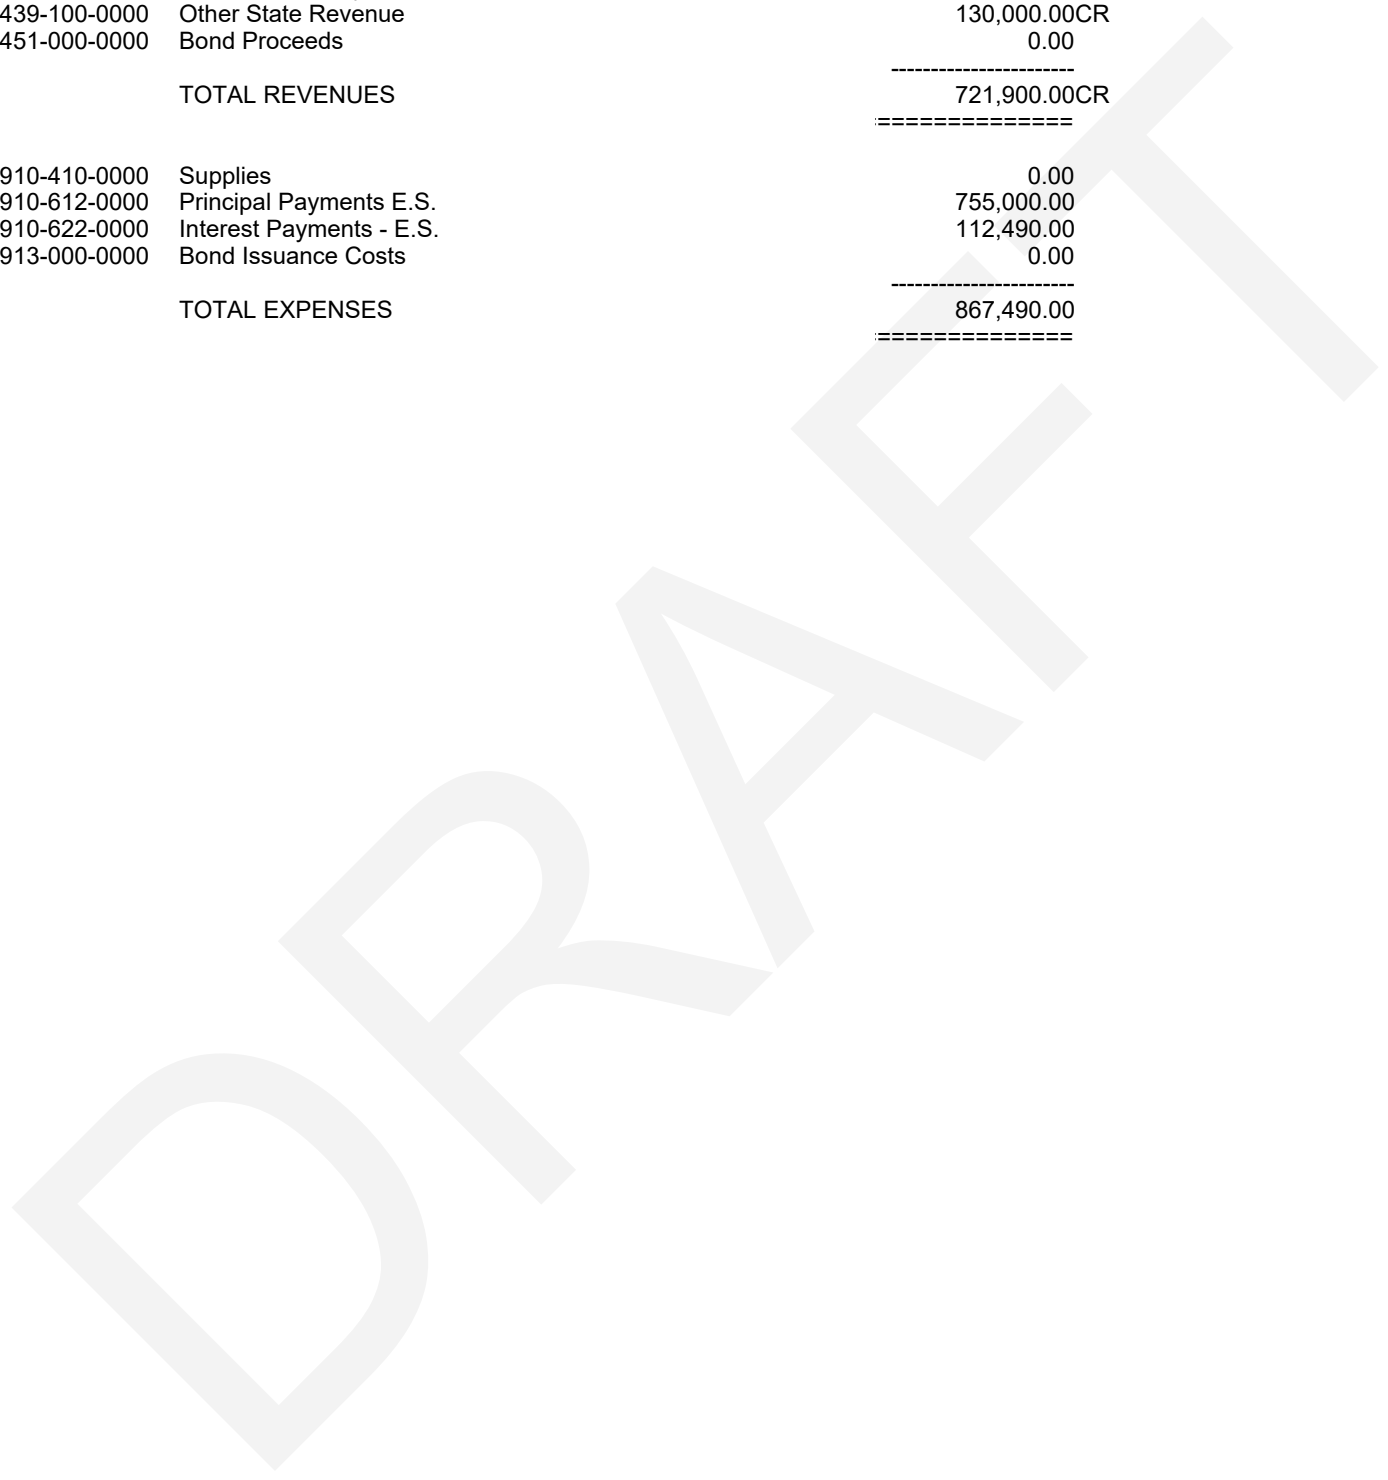 439-100-0000 Other State Revenue 130,000.00CR
451-000-0000 Bond Proceeds 0.00
-----------------------
TOTAL REVENUES 721,900.00CR
==============
910-410-0000 Supplies 0.00
910-612-0000 Principal Payments E.S. 755,000.00
910-622-0000 Interest Payments - E.S. 112,490.00
913-000-0000 Bond Issuance Costs 0.00
-----------------------
TOTAL EXPENSES 867,490.00
==============
DRAFT